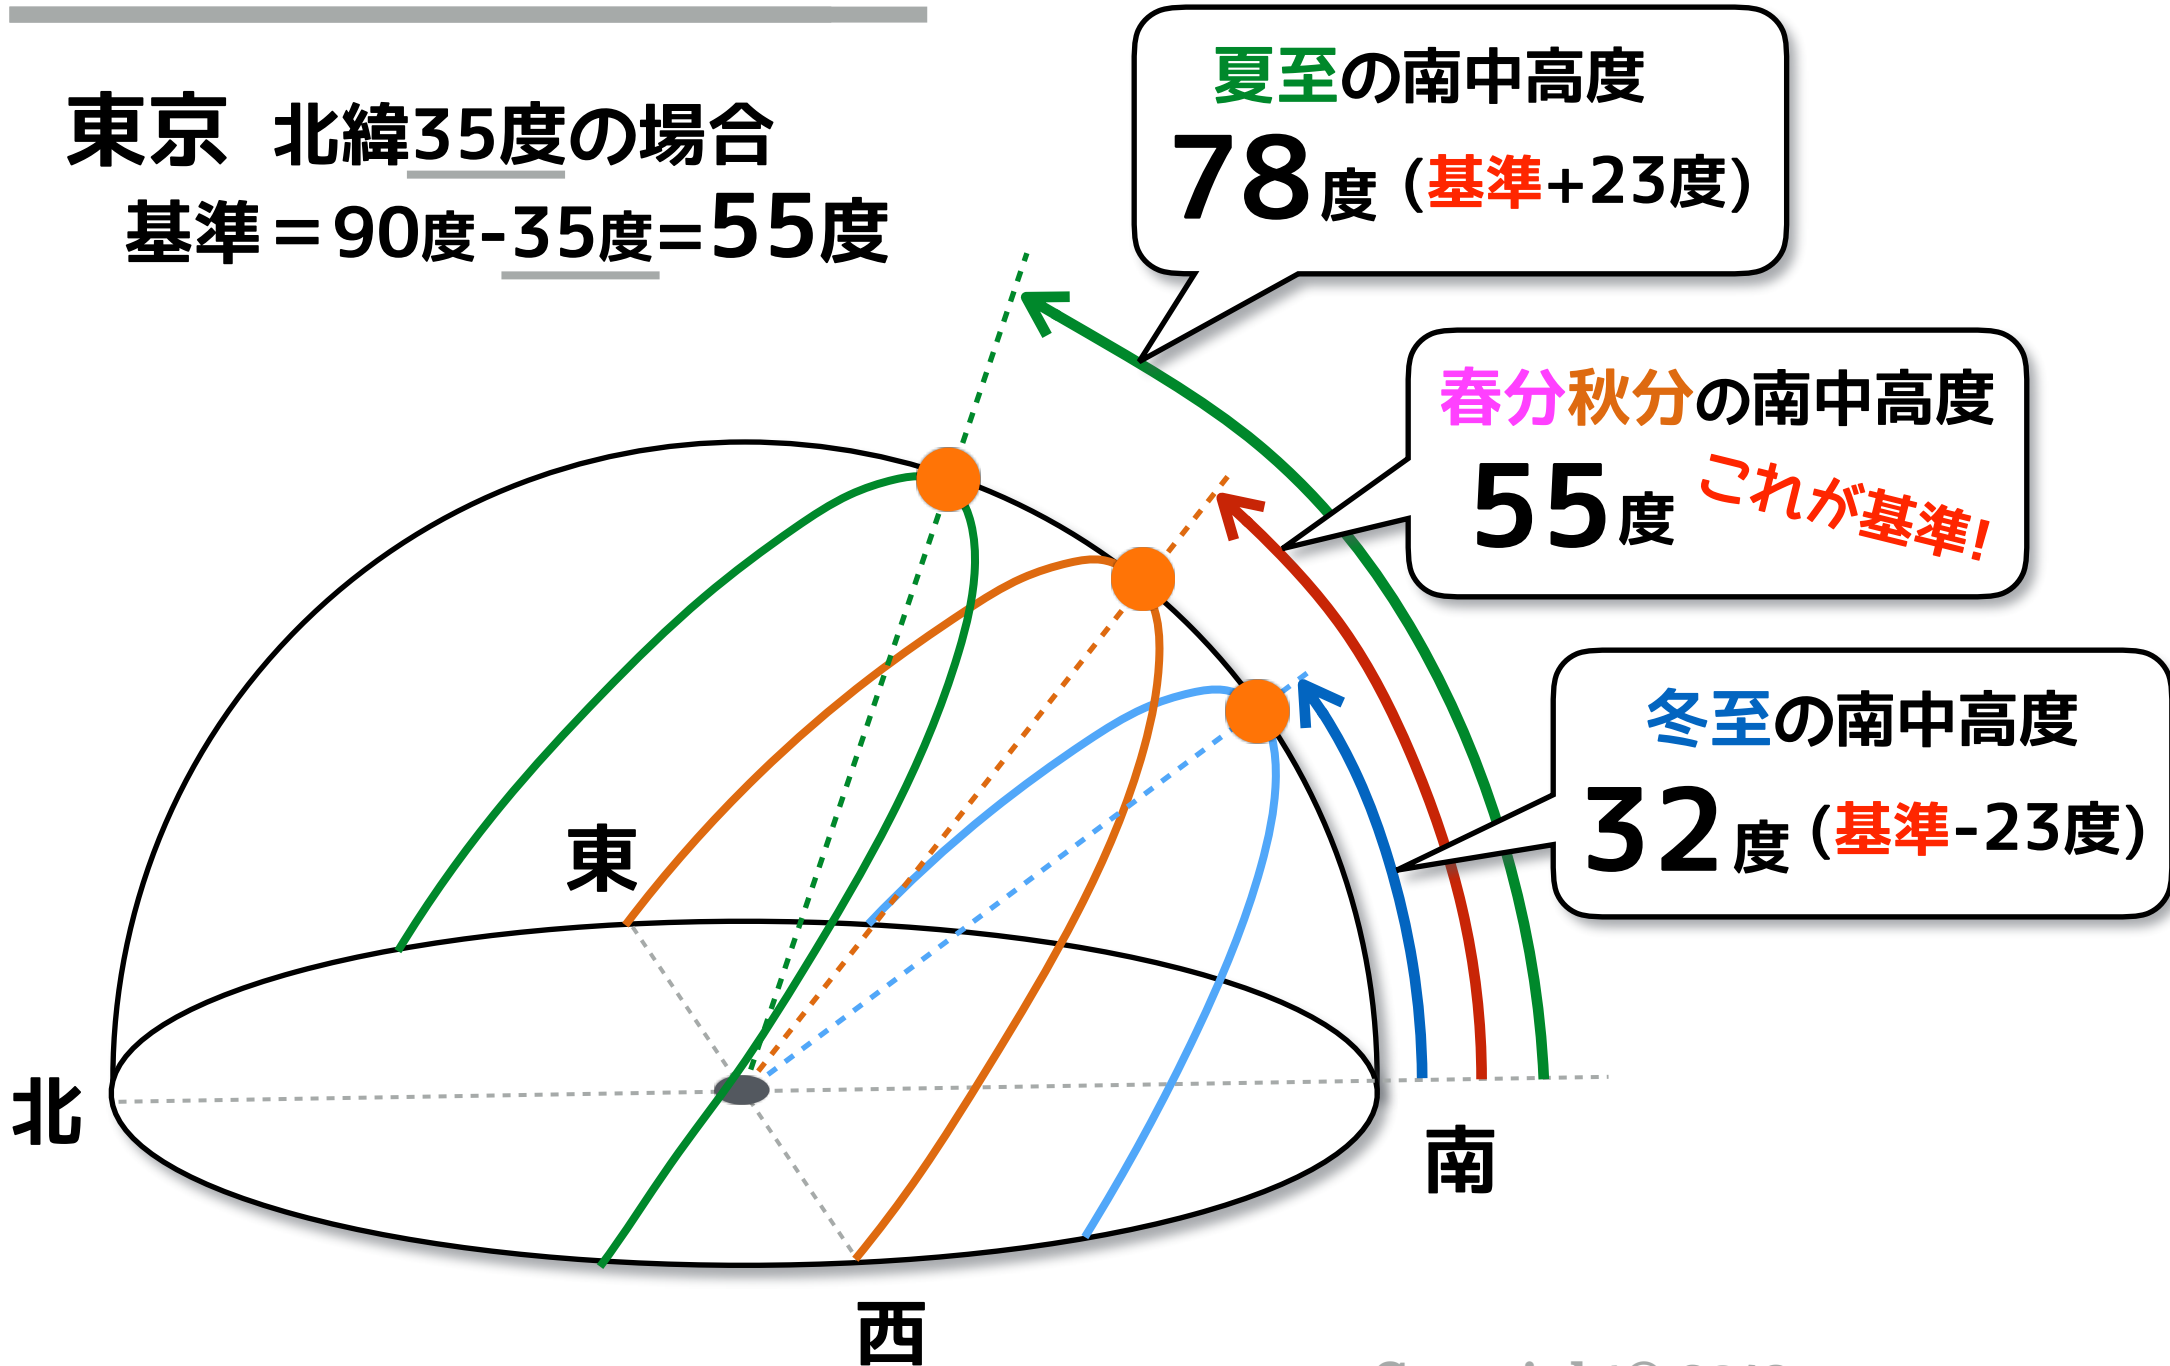 東京 北緯35度の場合
基準＝90度-35度=55度
夏至の南中高度
78度 (基準+23度)
春分秋分の南中高度
55度 これが基準!
冬至の南中高度
32度 (基準-23度)
東
北
南
西